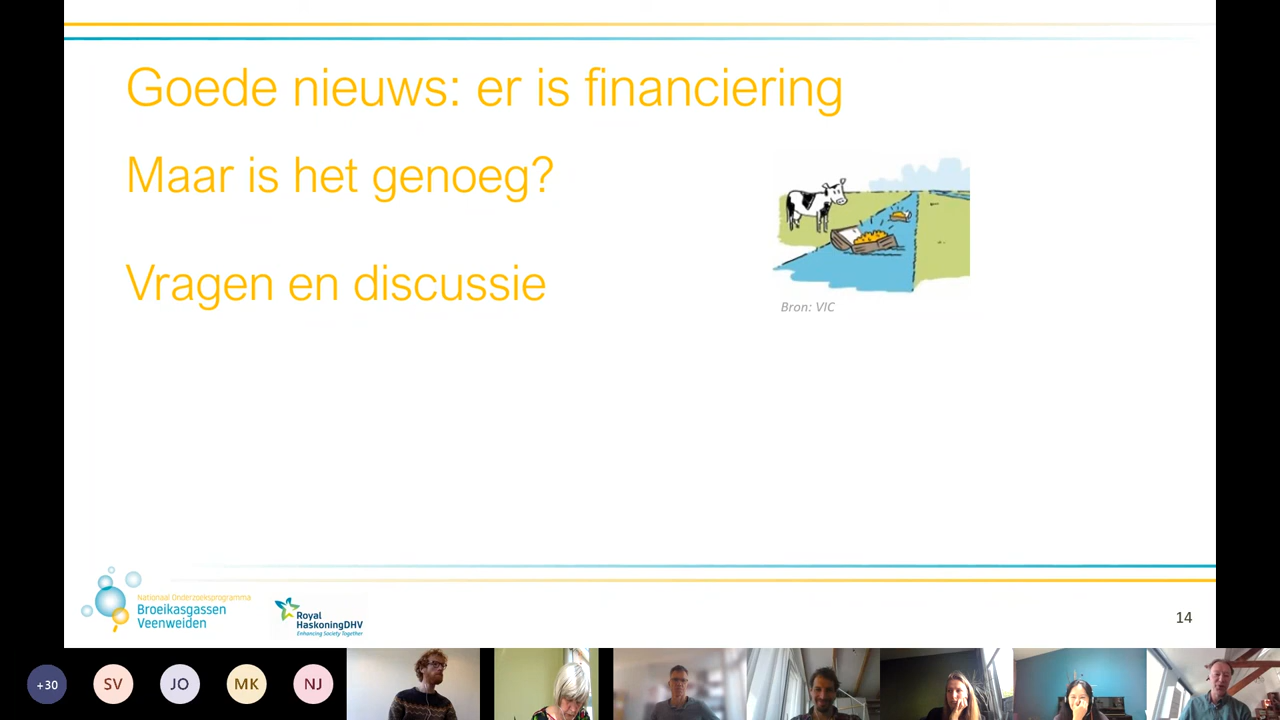 Goede nieuws: er is financiering
Maar is het genoeg?
Vragen en discussie
Bron: VIC
Nationaal Onderzoeksprogramma
Broeikasgassen
Veenweiden
Royal
HaskoningDHV
Enhancing Society Together
14
+30
SV
JO
MK
NJ